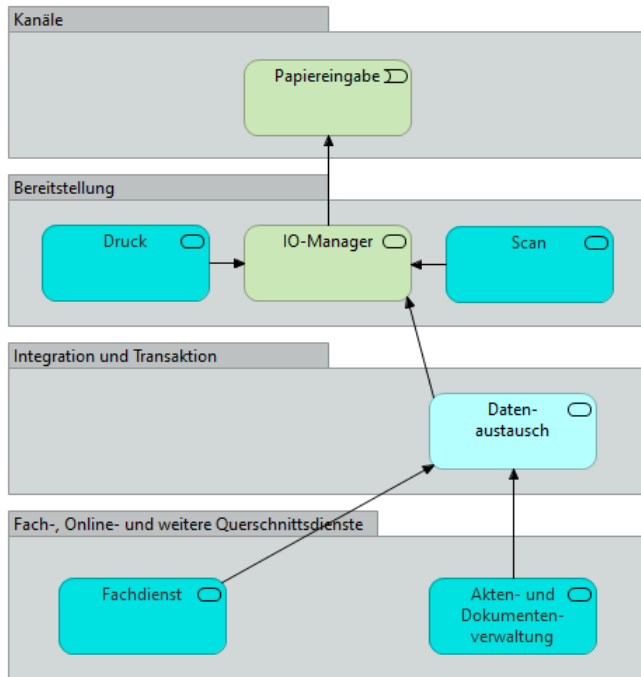 Kanäle
Papiereingabe
Bereitstellung
Druck
IO-Manager
Scan
Integration und Transaktion
Daten-
austausch
Fach-, Online- und weitere Querschnittsdienste
Fachdienst
Akten- und
Dokumenten-
verwaltung